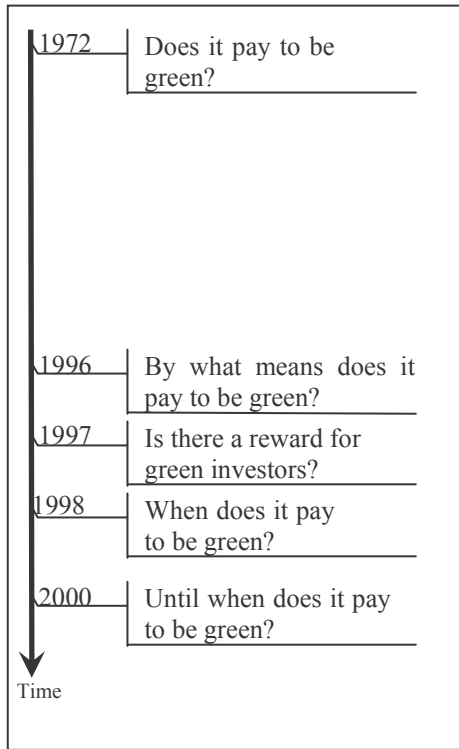 1972
Does it pay to be
green?
1996
By what means does it
pay to be green?
1997
Is there a reward for
green investors?
1998
When does it pay
to be green?
2000
Until when does it pay
to be green?
Time